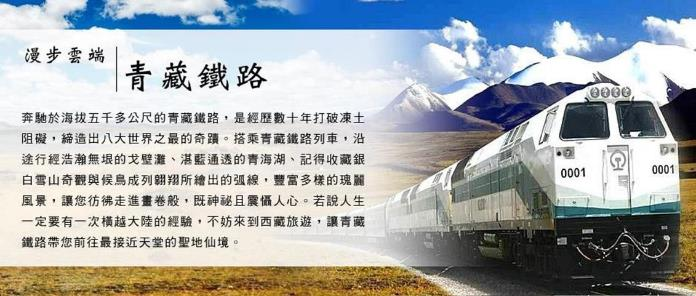 漫步雲端
青藏鐵路
奔馳於海拔五千多公尺的青藏鐵路，是經歷數十年打破凍土
阻礙，締造出八大世界之最的奇蹟。搭乘青藏鐵路列車，沿
途行經浩瀚無垠的戈壁灘、湛藍通透的青海湖、記得收藏銀
白雪山奇觀與候鳥成列翱翔所繪出的弧線，豐富多樣的瑰麗
風景，讓您彷彿走進畫卷般，既神祕且震懾人心。若說人生
一定要有一次橫越大陸的經驗，不妨來到西藏旅遊，讓青藏
鐵路帶您前往最接近天堂的聖地仙境。
0001
0001